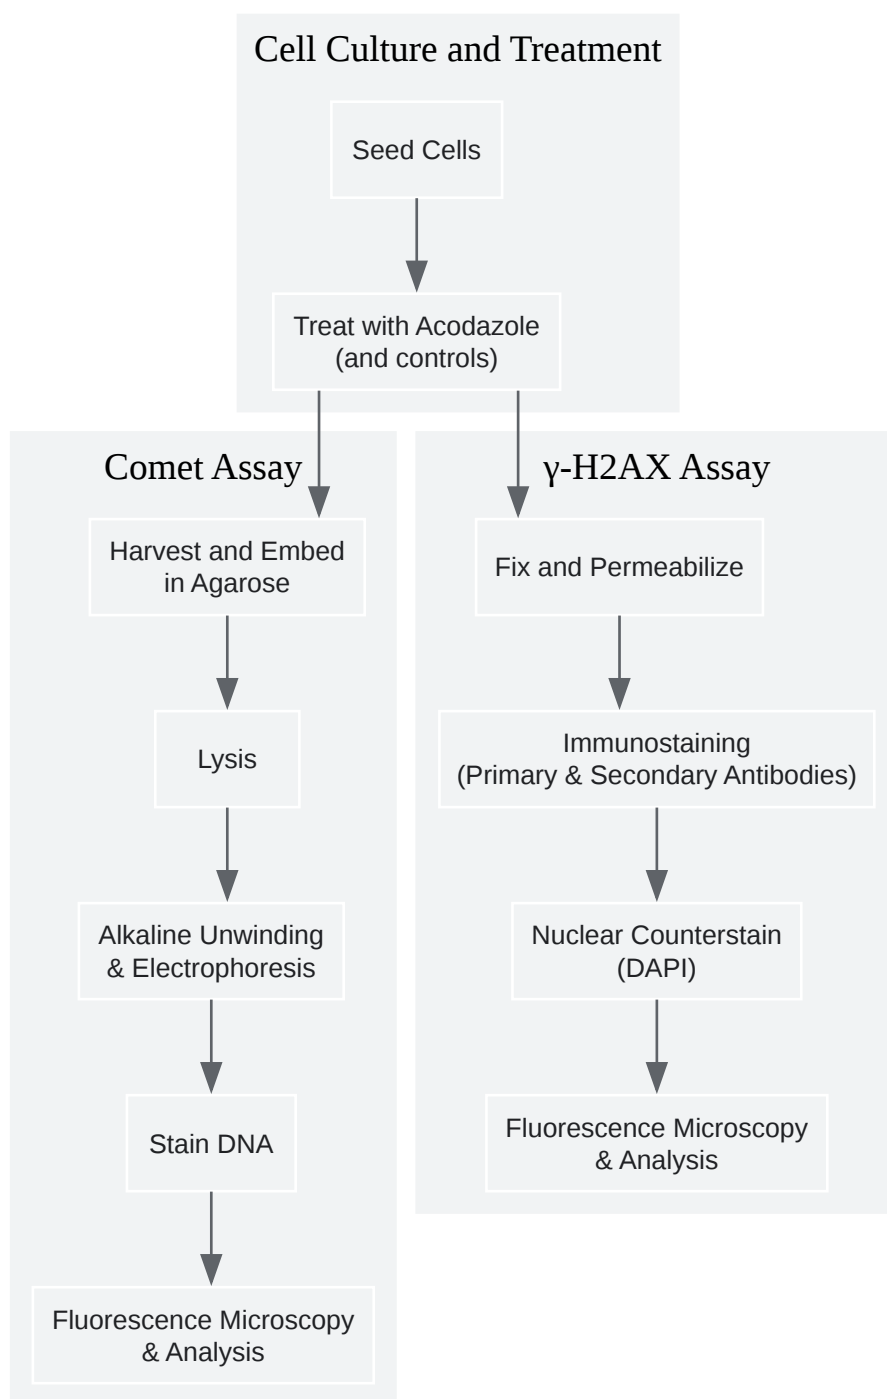 Cell Culture and Treatment
Seed Cells
Treat with Acodazole
(and controls)
Comet Assay
Harvest and Embed
in Agarose
Lysis
Alkaline Unwinding
& Electrophoresis
Stain DNA
Fluorescence Microscopy
& Analysis
γ-H2AX Assay
Fix and Permeabilize
Immunostaining
(Primary & Secondary Antibodies)
Nuclear Counterstain
(DAPI)
Fluorescence Microscopy
& Analysis